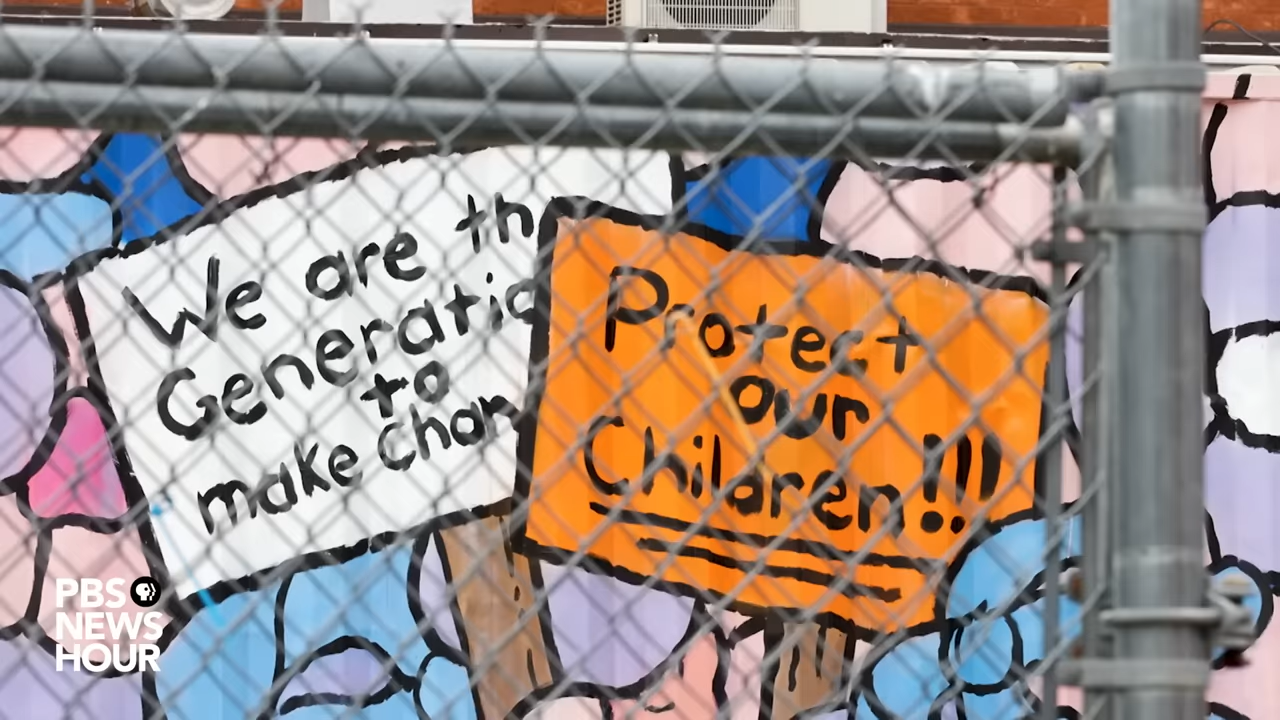 We are th
Generatio
to
make chan
Protect
our
Children!!!
PBS
NEWS
HOUR